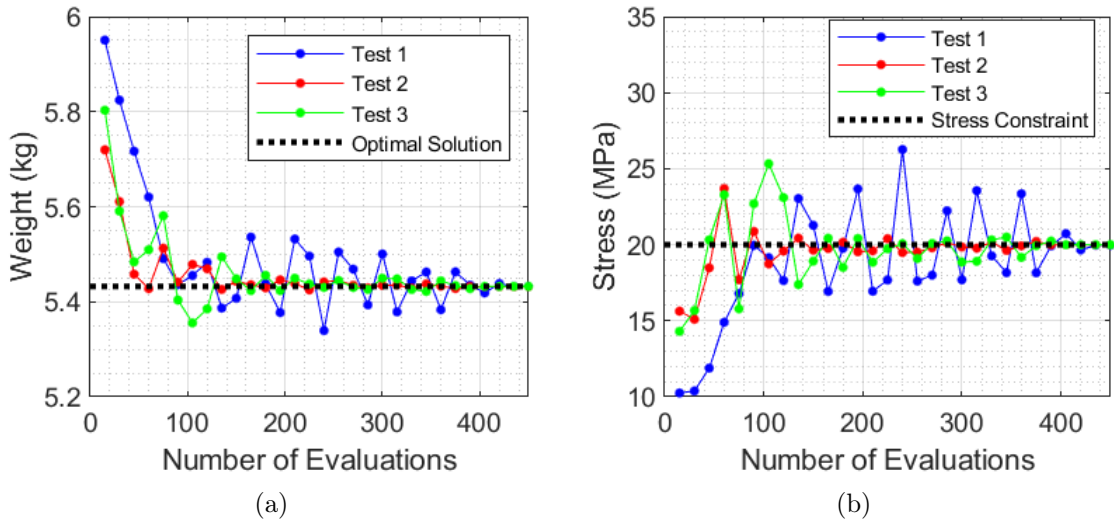 6
5.8
5.6
5.4
5.2
Weight (kg)
Test 1
Test 2
Test 3
Optimal Solution
0
100
200
300
400
Number of Evaluations
(a)
35
30
25
20
15
10
Stress (MPa)
Test 1
Test 2
Test 3
Stress Constraint
0
100
200
300
400
Number of Evaluations
(b)